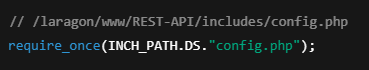 // /laragon/www/REST-API/includes/config.php
require_once(INCH_PATH.DS."config.php");